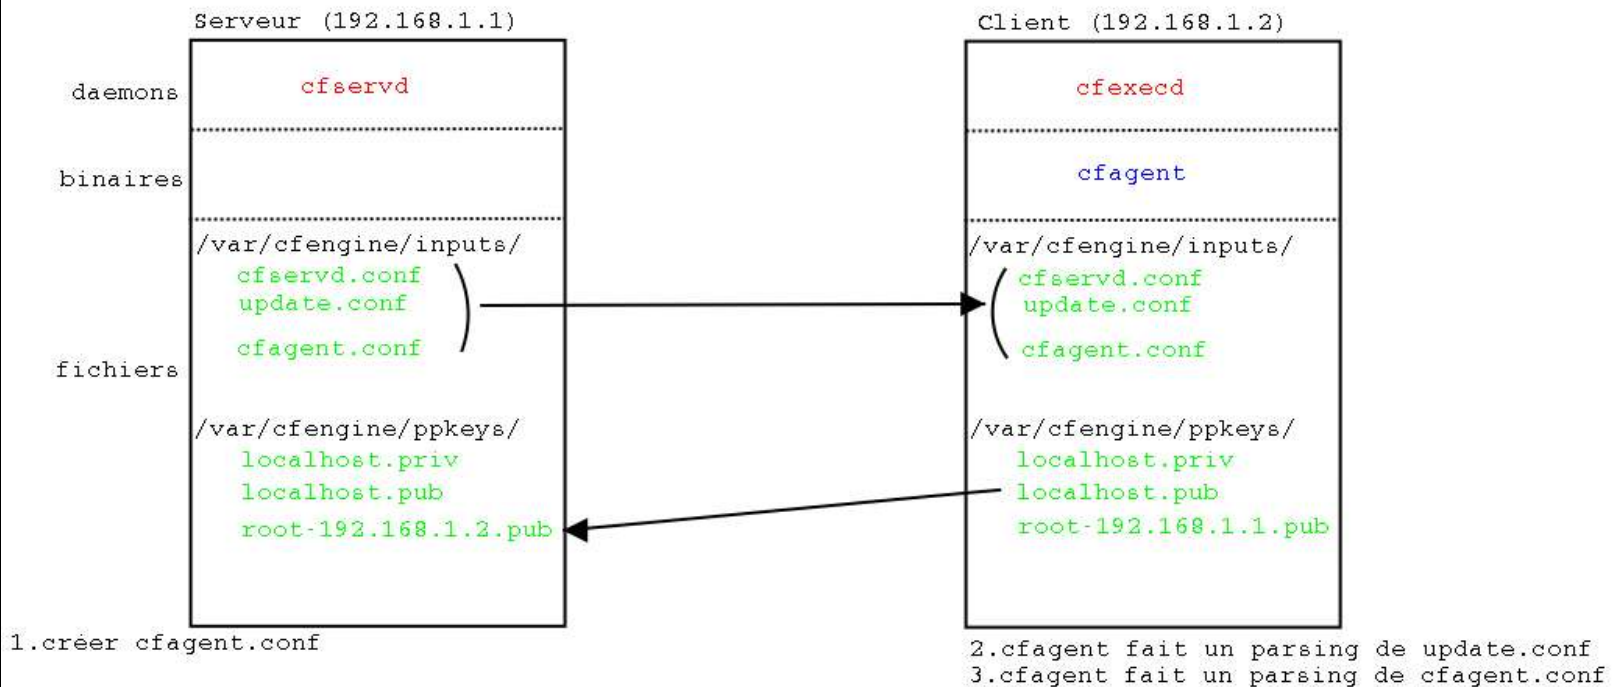 Serveur (192.168.1.1)
Client (192.168.1.2)
daemons
cfservd
cfexecd
binaires
cfagent
fichiers
/var/cfengine/inputs/
cfservd.conf
update.conf
cfagent.conf
/var/cfengine/ppkeys/
localhost.priv
localhost.pub
root-192.168.1.2.pub
/var/cfengine/inputs/
cfservd.conf
update.conf
cfagent.conf
/var/cfengine/ppkeys/
localhost.priv
localhost.pub
root-192.168.1.1.pub
1.créer cfagent.conf
2.cfagent fait un parsing de update.conf
3.cfagent fait un parsing de cfagent.conf